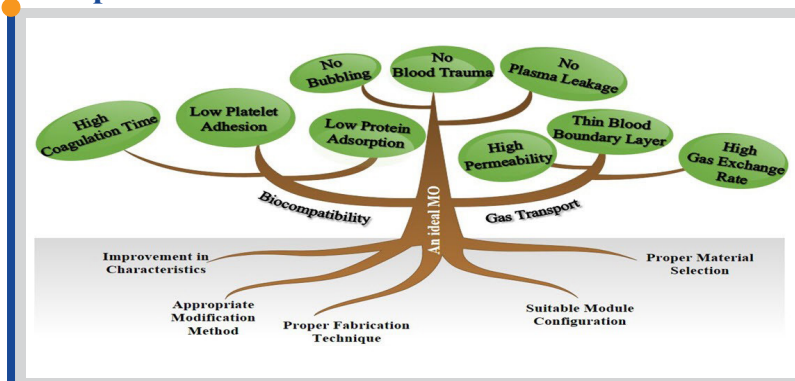 No
Bubbling
No
Blood Trauma
No
Plasma Leakage
High
Coagulation Time
Low Platelet
Adhesion
Low Protein
Adsorption
High
Permeability
Thin Blood
Boundary Layer
High
Gas Exchange
Rate
Biocompatibility
An ideal MO
Gas Transport
Improvement in
Characteristics
Appropriate
Modification
Method
Proper Fabrication
Technique
Suitable Module
Configuration
Proper Material
Selection